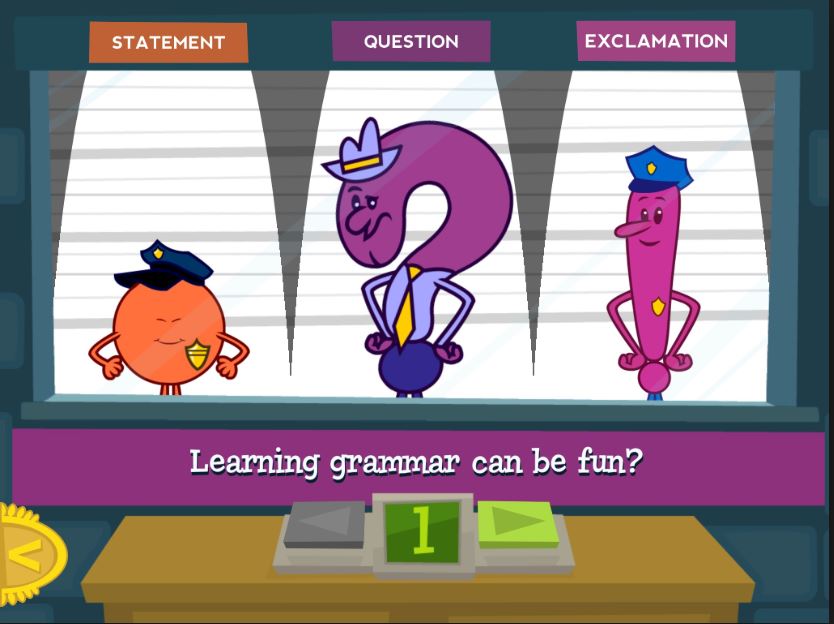 STATEMENT
QUESTION
EXCLAMATION
Learning grammar can be fun?
1